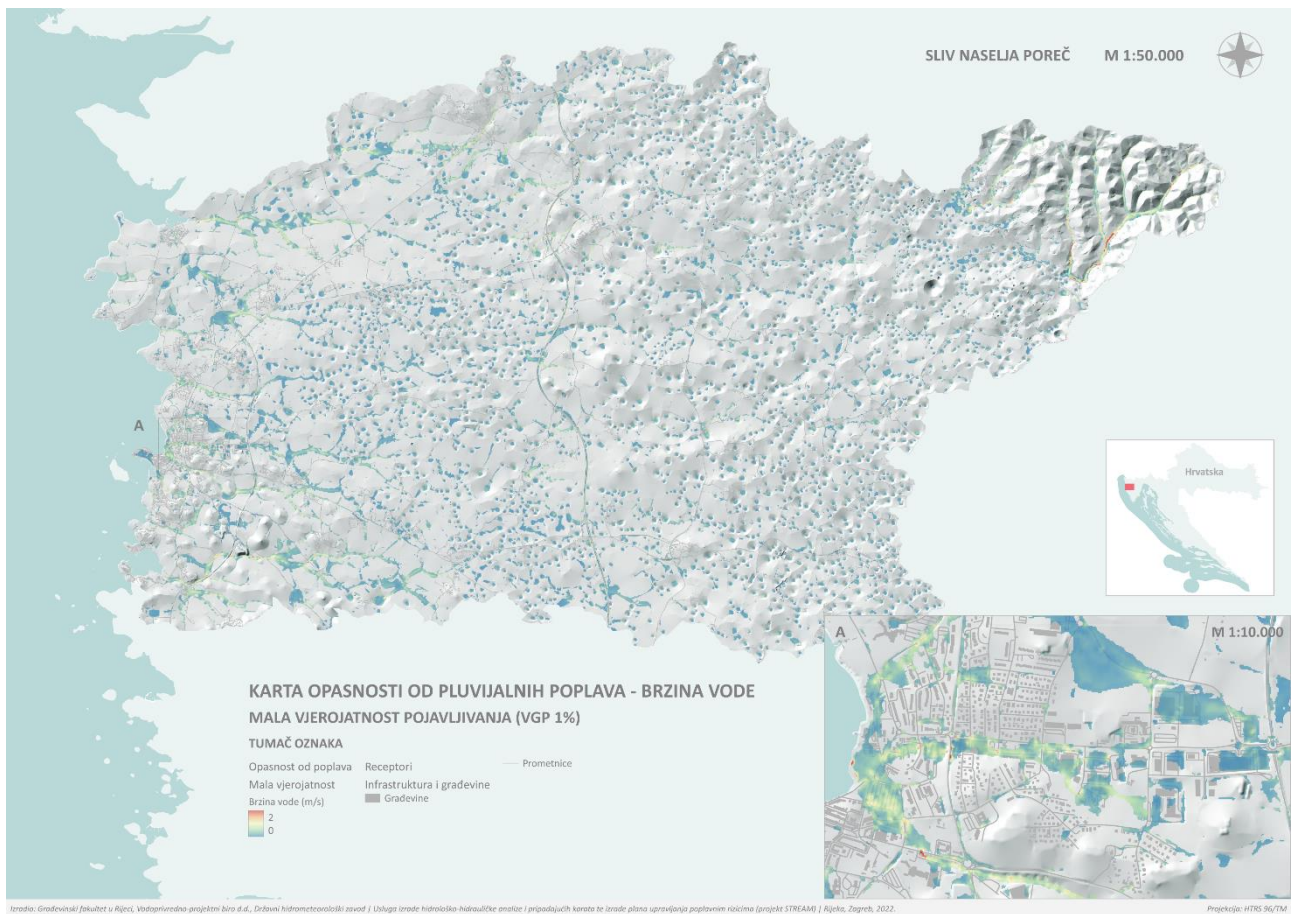 SLIV NASELJA POREČ M 1:50.000
A
Hrvatska
A M 1:10.000
KARTA OPASNOSTI OD PLUVIJALNIH POPLAVA - BRZINA VODE
MALA VJEROJATNOST POJAVLJIVANJA (VGP 1%)
TUMAČ OZNAKA
Opasnost od poplava Receptori Prometnice
Mala vjerojatnost Infrastruktura i građevine
Brzina vode (m/s) Građevine
2
0
Izradio: Građevinski fakultet u Rijeci, Vodoprivredno-projektni biro d.d., Državni hidrometeorološki zavod | Usluga izrade hidrološko-hidrauličke analize i pripadajućih karata te izrade plana upravljanja poplavnim rizicima (projekt STREAM) | Rijeka, Zagreb, 2022. Projekcija: HTRS 96/TM